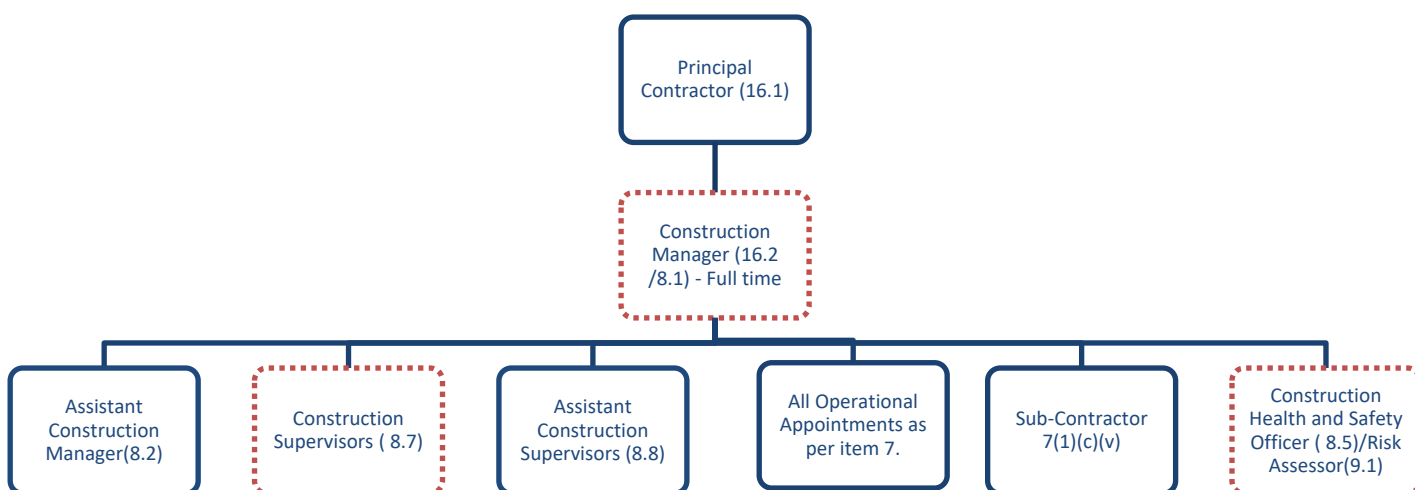 Principal
Contractor (16.1)
Construction
Manager (16.2
/8.1) - Full time
Assistant
Construction
Manager(8.2)
Construction
Supervisors ( 8.7)
Assistant
Construction
Supervisors (8.8)
All Operational
Appointments as
per item 7.
Sub-Contractor
7(1)(c)(v)
Construction
Health and Safety
Officer ( 8.5)/Risk
Assessor(9.1)